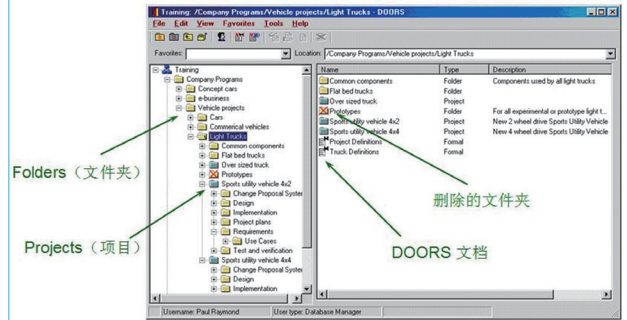 Training: /Company Programs/Vehicle projects/Light Trucks - DOORS
File Edit View Favorites Tools Help
Favorites: Location: /Company Programs/Vehicle projects/Light Trucks
Training
Company Programs
Concept cars
e-business
Vehicle projects
Cars
Commerical vehicles
Light Trucks
Common components
Flat bed trucks
Over sized truck
Prototypes
Sports utility vehicle 4x2
Change Proposal System
Design
Implementation
Project plans
Requirements
Use Cases
Test and verification
Sports utility vehicle 4x4
Change Proposal System
Design
Implementation
Name Type Description
Common components Folder Components used by all light trucks
Flat bed trucks Folder
Over sized truck Project
Prototypes Folder For all experimental or prototype light t...
Sports utility vehicle 4x2 Project New 2 wheel drive Sports Utility Vehicle
Sports utility vehicle 4x4 Project New 4 wheel drive Sports Utility Vehicle
Project Definitions Formal
Truck Definitions Formal
Folders（文件夹）
Projects（项目）
删除的文件夹
DOORS 文档
Username: Paul Raymond User type: Database Manager